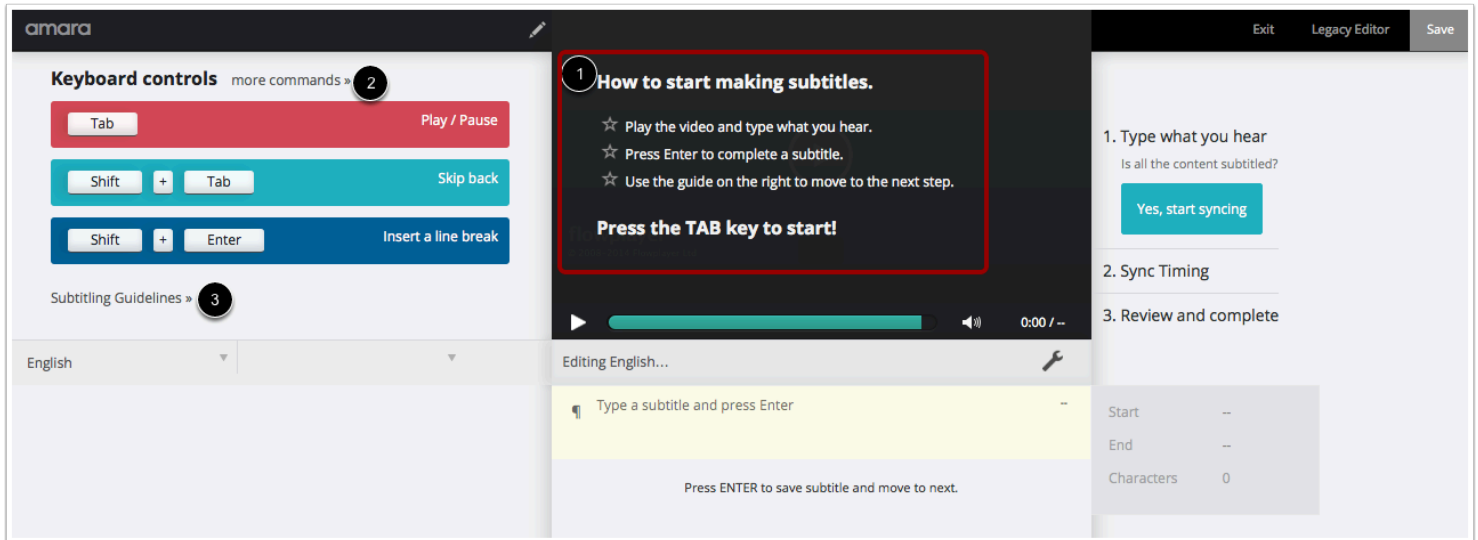 amara
Exit Legacy Editor Save
Keyboard controls more commands » 2
Tab Play / Pause
Shift + Tab Skip back
Shift + Enter Insert a line break
Subtitling Guidelines » 3
1
How to start making subtitles.
☆ Play the video and type what you hear.
☆ Press Enter to complete a subtitle.
☆ Use the guide on the right to move to the next step.
Press the TAB key to start!
0:00 / --
1. Type what you hear
Is all the content subtitled?
Yes, start syncing
2. Sync Timing
3. Review and complete
English
Editing English...
¶ Type a subtitle and press Enter --
Press ENTER to save subtitle and move to next.
Start --
End --
Characters 0